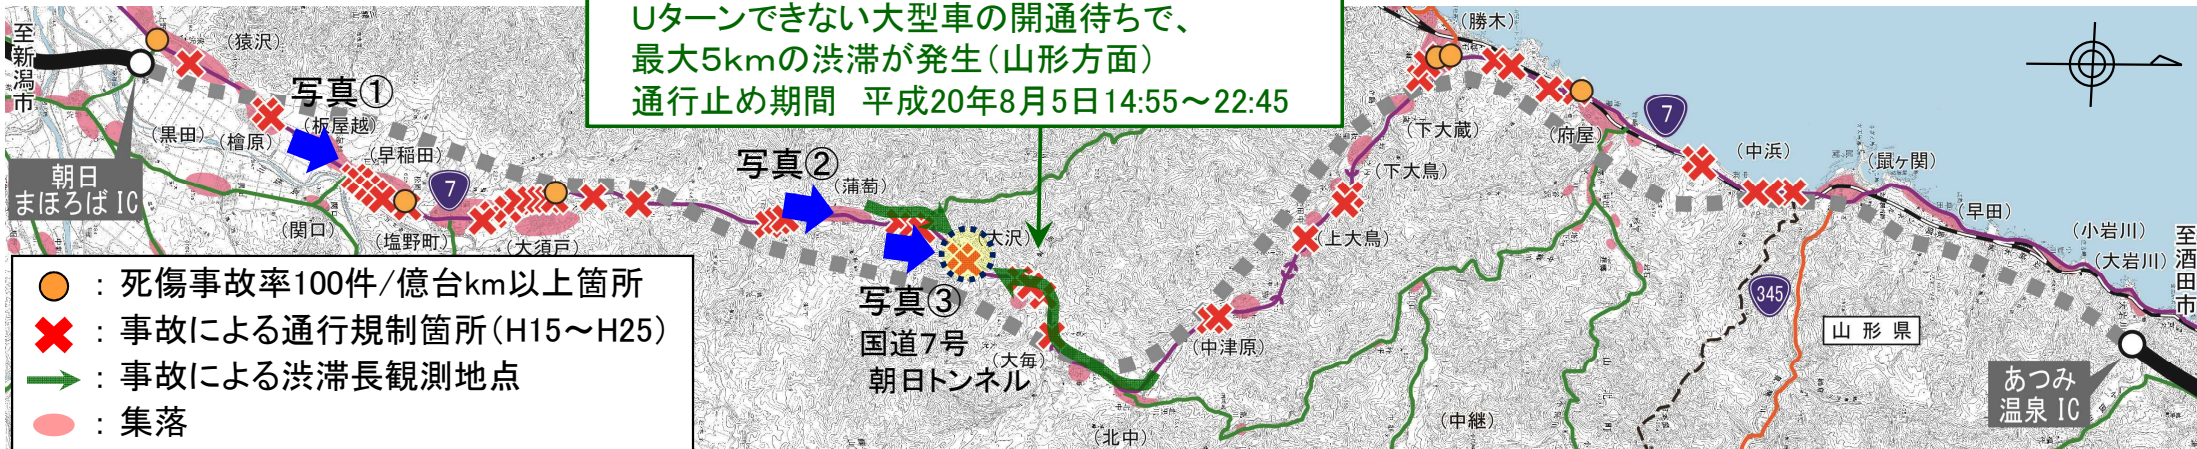 Uターンできない大型車の開通待ちで、
最大5kmの渋滞が発生(山形方面)
通行止め期間　平成20年8月5日14:55～22:45
至新潟市
(猿沢)
写真①
(板屋越)
(黒田)
(檜原)
(早稲田)
朝日
まほろば IC
7
(関口)
(塩野町)
(大須戸)
写真②
(蒲萄)
(大沢)
写真③
国道7号
朝日トンネル
(大毎)
(北中)
(中津原)
(上大鳥)
(下大鳥)
(下大蔵)
(勝木)
(府屋)
7
(中浜)
(鼠ヶ関)
(早田)
(小岩川)
(大岩川)
至酒田市
345
山形県
(中継)
あつみ
温泉 IC
：死傷事故率100件/億台km以上箇所
：事故による通行規制箇所(H15～H25)
：事故による渋滞長観測地点
：集落